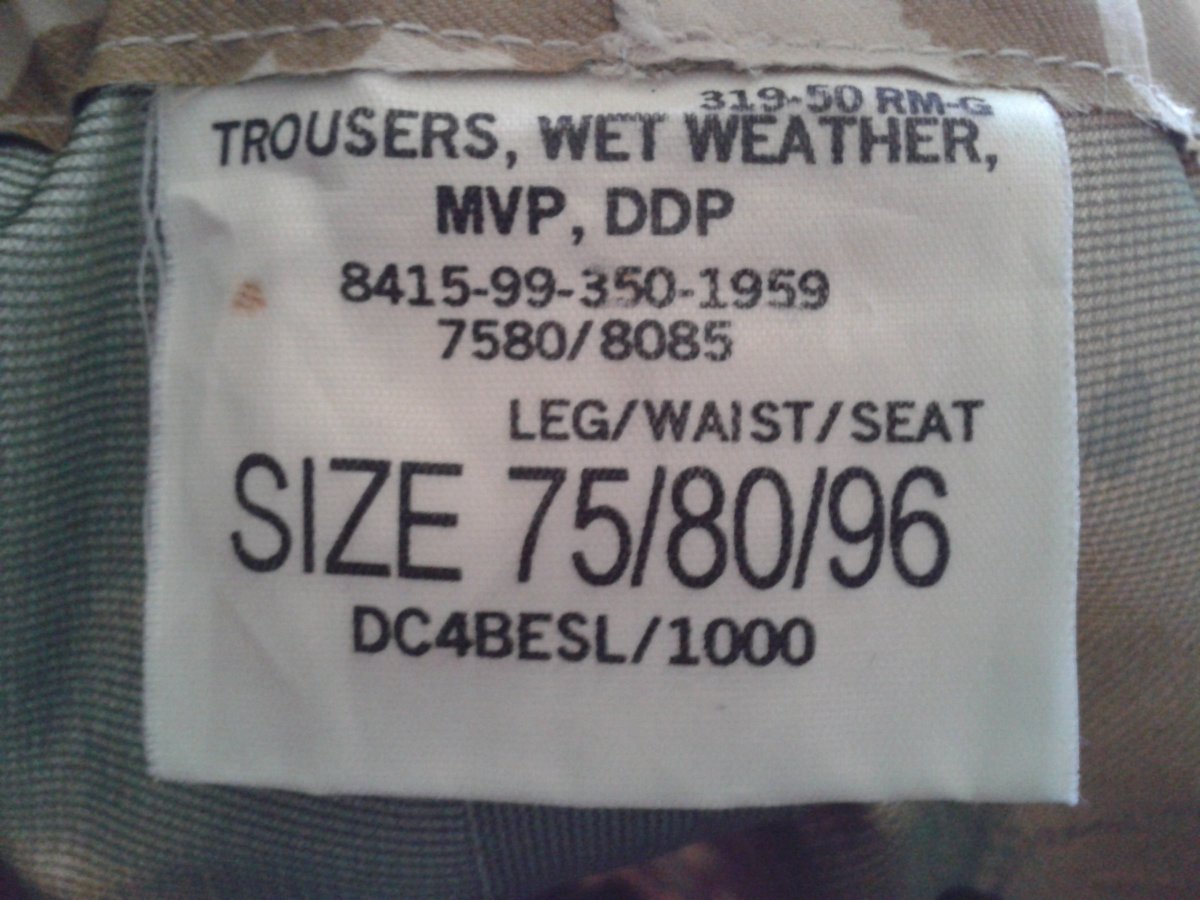 319-50 RM-G
TROUSERS, WET WEATHER,
MVP, DDP
8415-99-350-1959
7580/8085
LEG/WAIST/SEAT
SIZE 75/80/96
DC4BESL/1000